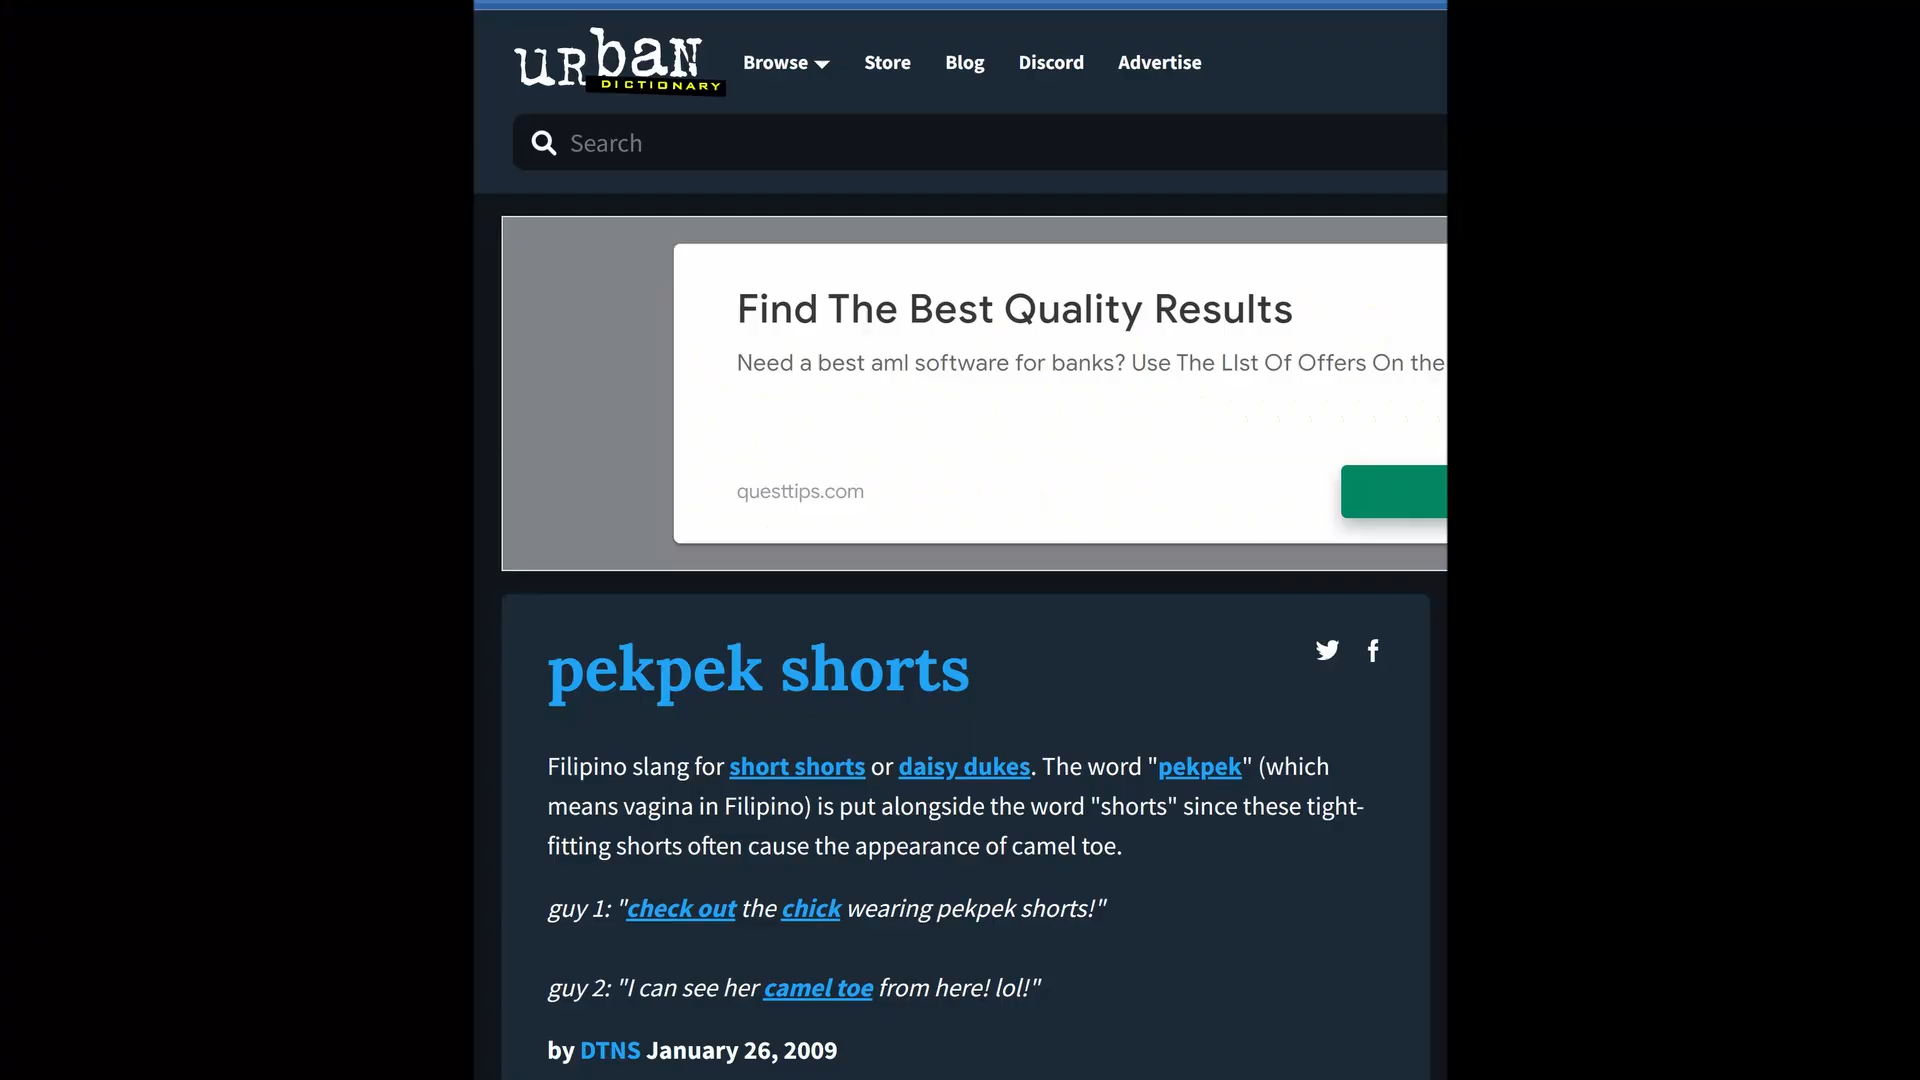 urban
DICTIONARY
Browse Store Blog Discord Advertise
Search
Find The Best Quality Results
Need a best aml software for banks? Use The LIst Of Offers On the
questtips.com
pekpek shorts
Filipino slang for short shorts or daisy dukes. The word "pekpek" (which
means vagina in Filipino) is put alongside the word "shorts" since these tight-
fitting shorts often cause the appearance of camel toe.
guy 1: "check out the chick wearing pekpek shorts!"
guy 2: "I can see her camel toe from here! lol!"
by DTNS January 26, 2009